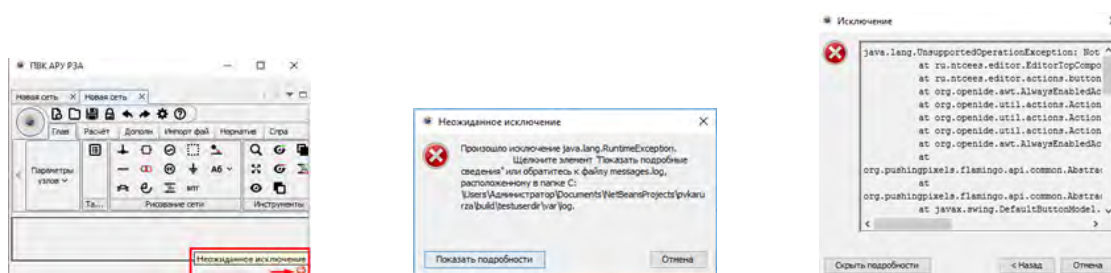 ПВК АРУ РЗА
Новая сеть X Новая сеть X
Глав Расчёт Дополн Импорт фай Нормативн Спра
Параметры
узлов
АБ
Та...
Рисование сети
Инструменты
Неожиданное исключение
Неожиданное исключение
Произошло исключение java.lang.RuntimeException.
Щелкните элемент "Показать подробные
сведения" или обратитесь к файлу messages.log,
расположенному в папке C:
\Users\Администратор\Documents\NetBeansProjects\pvkaru
rza\build\testuserdir\var\log.
Показать подробности
Отмена
Исключение
java.lang.UnsupportedOperationException: Not
at ru.ntcees.editor.EditorTopCompo
at ru.ntcees.editor.actions.button
at org.openide.awt.AlwaysEnabledAc
at org.openide.util.actions.Action
at org.openide.util.actions.Action
at org.openide.util.actions.Action
at org.openide.awt.AlwaysEnabledAc
at
org.pushingpixels.flamingo.api.common.Abstra
at
org.pushingpixels.flamingo.api.common.Abstra
at javax.swing.DefaultButtonModel.
Скрыть подробности
< Назад
Отмена